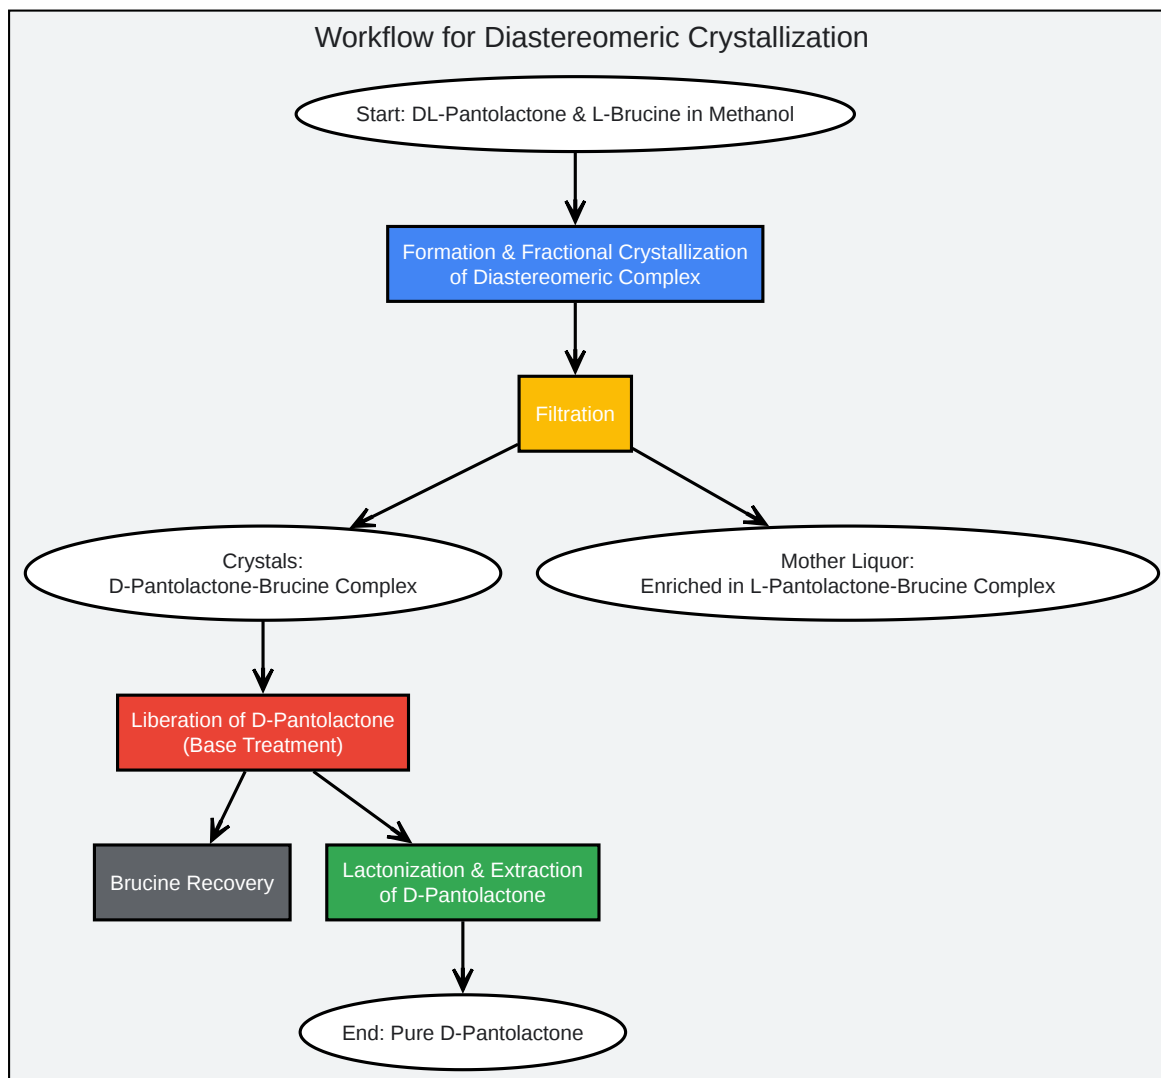 Workflow for Diastereomeric Crystallization
Start: DL-Pantolactone & L-Brucine in Methanol
Formation & Fractional Crystallization
of Diastereomeric Complex
Filtration
Crystals:
D-Pantolactone-Brucine Complex
Mother Liquor:
Enriched in L-Pantolactone-Brucine Complex
Liberation of D-Pantolactone
(Base Treatment)
Brucine Recovery
Lactonization & Extraction
of D-Pantolactone
End: Pure D-Pantolactone